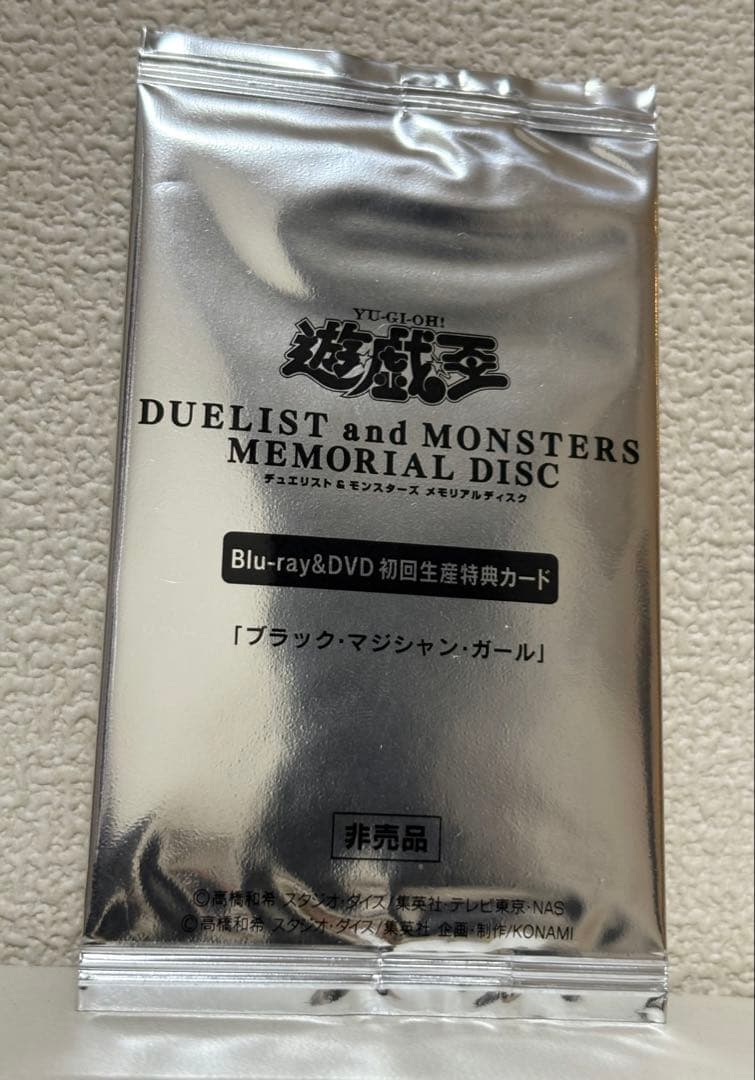 YU-GI-OH!
遊戯王
DUELIST and MONSTERS
MEMORIAL DISC
デュエリスト&モンスターズ メモリアルディスク
Blu-ray&DVD 初回生産特典カード
「ブラック・マジシャン・ガール」
非売品
©高橋和希 スタジオ・ダイス/集英社・テレビ東京・NAS
©高橋和希 スタジオ・ダイス/集英社 企画・制作/KONAMI